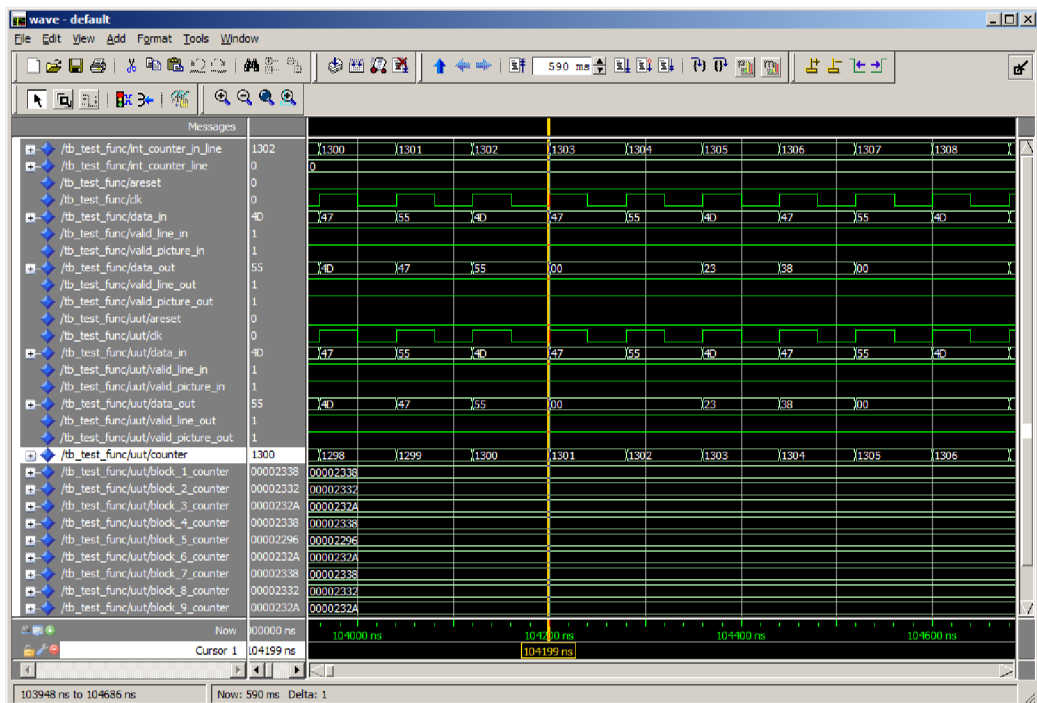 wave - default
File Edit View Add Format Tools Window
590 ms
Messages
/tb_test_func/int_counter_in_line 1302 1300 1301 1302 1303 1304 1305 1306 1307 1308
/tb_test_func/int_counter_line 0 0
/tb_test_func/areset 0
/tb_test_func/clk 0
/tb_test_func/data_in 4D 47 55 4D 47 55 4D 47 55 4D
/tb_test_func/valid_line_in 1
/tb_test_func/valid_picture_in 1
/tb_test_func/data_out 55 4D 47 55 00 23 38 00
/tb_test_func/valid_line_out 1
/tb_test_func/valid_picture_out 1
/tb_test_func/uut/areset 0
/tb_test_func/uut/clk 0
/tb_test_func/uut/data_in 4D 47 55 4D 47 55 4D 47 55 4D
/tb_test_func/uut/valid_line_in 1
/tb_test_func/uut/valid_picture_in 1
/tb_test_func/uut/data_out 55 4D 47 55 00 23 38 00
/tb_test_func/uut/valid_line_out 1
/tb_test_func/uut/valid_picture_out 1
/tb_test_func/uut/counter 1300 1298 1299 1300 1301 1302 1303 1304 1305 1306
/tb_test_func/uut/block_1_counter 00002338 00002338
/tb_test_func/uut/block_2_counter 00002332 00002332
/tb_test_func/uut/block_3_counter 0000232A 0000232A
/tb_test_func/uut/block_4_counter 00002338 00002338
/tb_test_func/uut/block_5_counter 00002296 00002296
/tb_test_func/uut/block_6_counter 0000232A 0000232A
/tb_test_func/uut/block_7_counter 00002338 00002338
/tb_test_func/uut/block_8_counter 00002332 00002332
/tb_test_func/uut/block_9_counter 0000232A 0000232A
Now 000000 ns 104000 ns 104200 ns 104400 ns 104600 ns
Cursor 1 104199 ns 104199 ns
103948 ns to 104686 ns Now: 590 ms Delta: 1